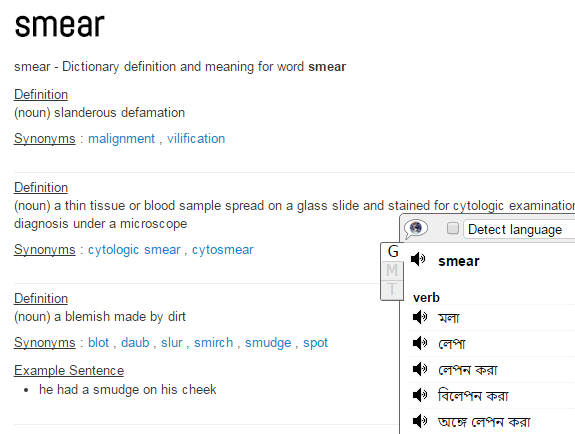 smear
smear - Dictionary definition and meaning for word smear
Definition
(noun) slanderous defamation
Synonyms : malignment , vilification
Definition
(noun) a thin tissue or blood sample spread on a glass slide and stained for cytologic examination
diagnosis under a microscope
Synonyms : cytologic smear , cytosmear
Definition
(noun) a blemish made by dirt
Synonyms : blot , daub , slur , smirch , smudge , spot
Example Sentence
he had a smudge on his cheek
Detect language
G
M
T
smear
verb
মলা
লেপা
লেপন করা
বিলেপন করা
অঙ্গে লেপন করা